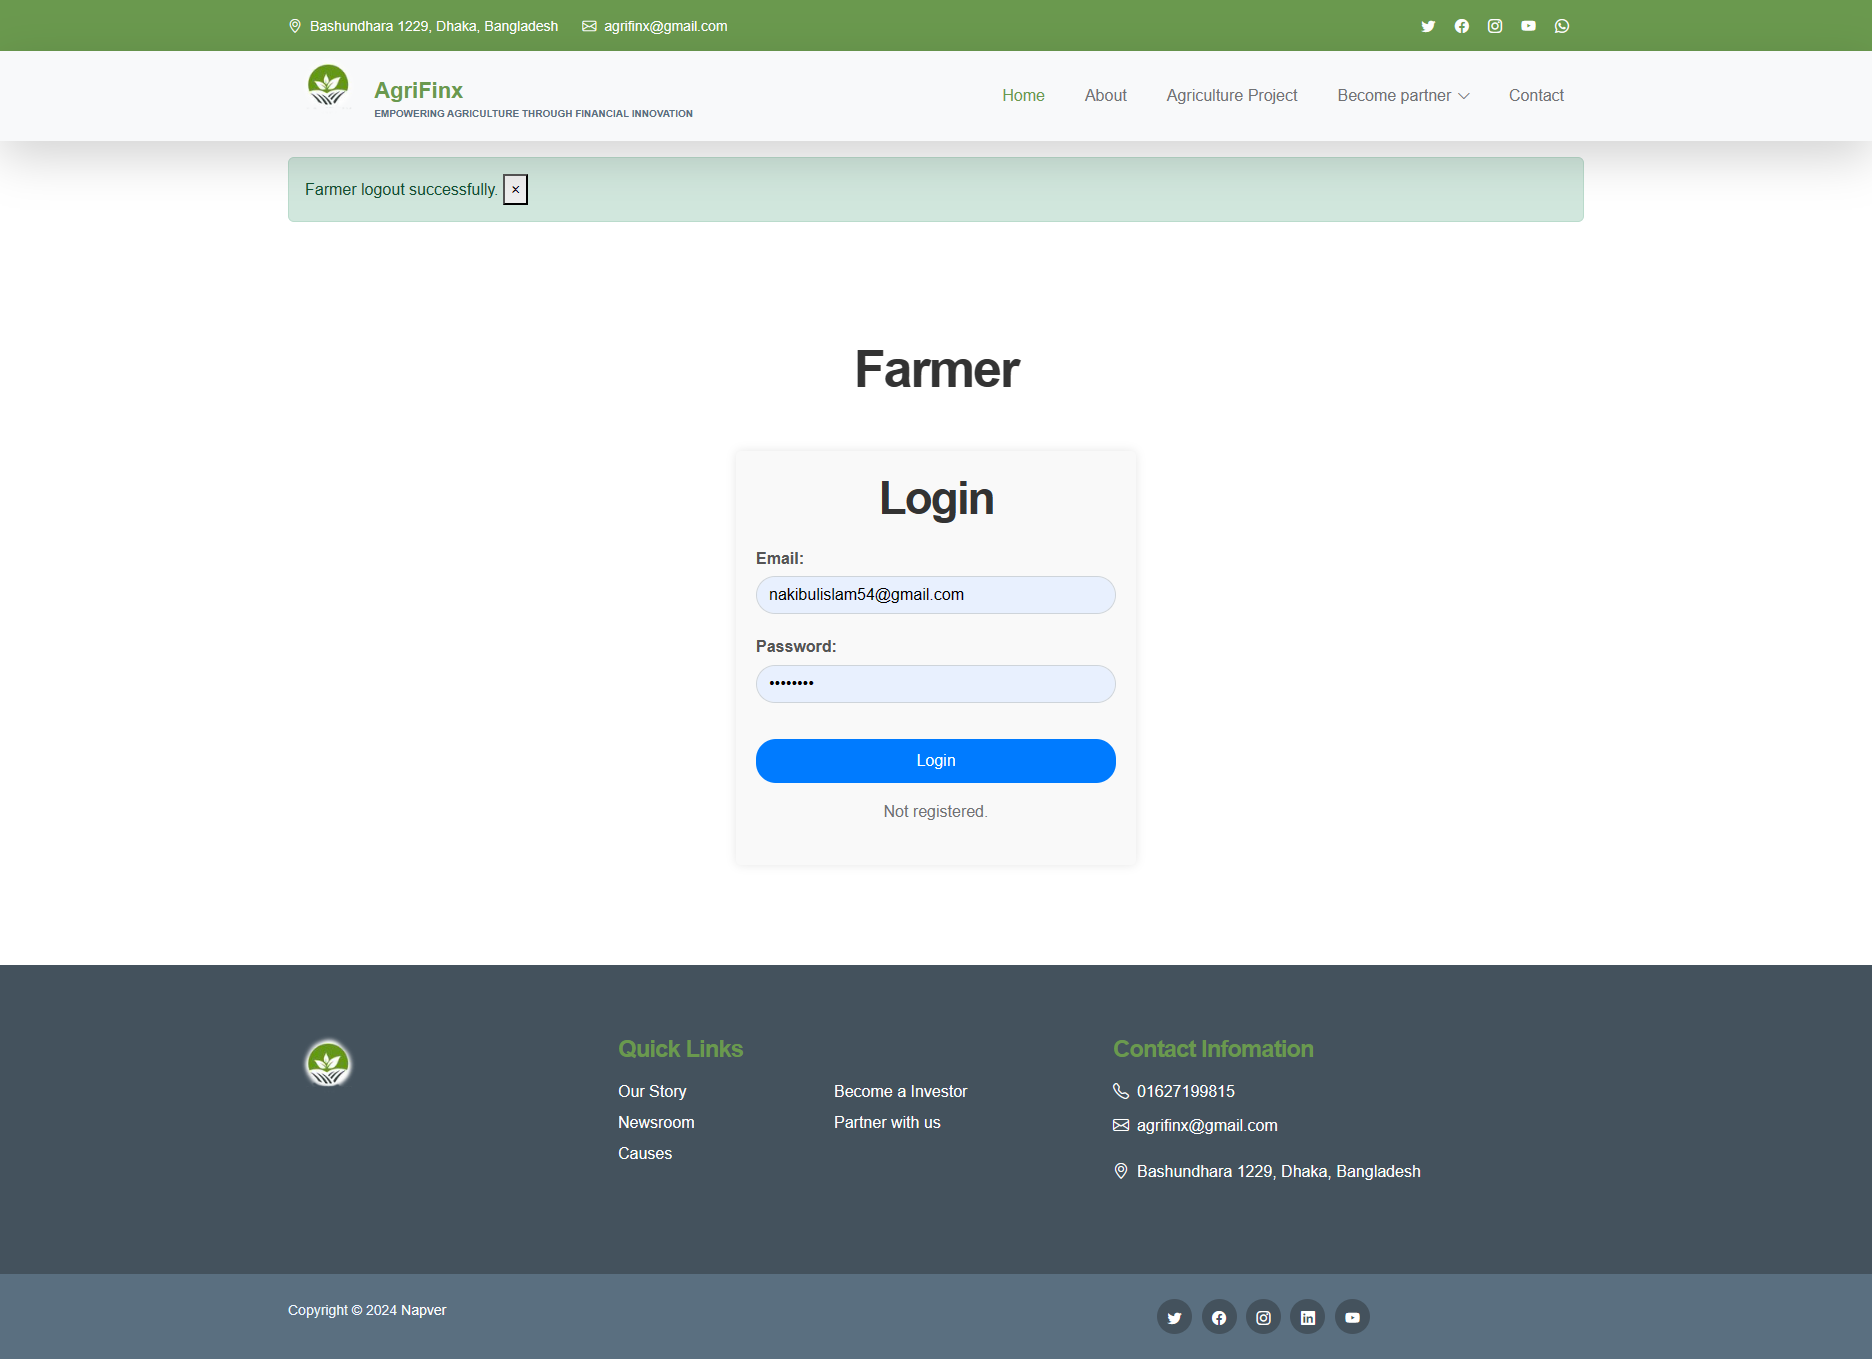 Bashundhara 1229, Dhaka, Bangladesh agrifinx@gmail.com
AgriFinx
EMPOWERING AGRICULTURE THROUGH FINANCIAL INNOVATION
Home About Agriculture Project Become partner Contact
Farmer logout successfully. ×
Farmer
Login
Email:
nakibulislam54@gmail.com
Password:
••••••••
Login
Not registered.
Quick Links
Our Story
Newsroom
Causes
Become a Investor
Partner with us
Contact Infomation
01627199815
agrifinx@gmail.com
Bashundhara 1229, Dhaka, Bangladesh
Copyright © 2024 Napver